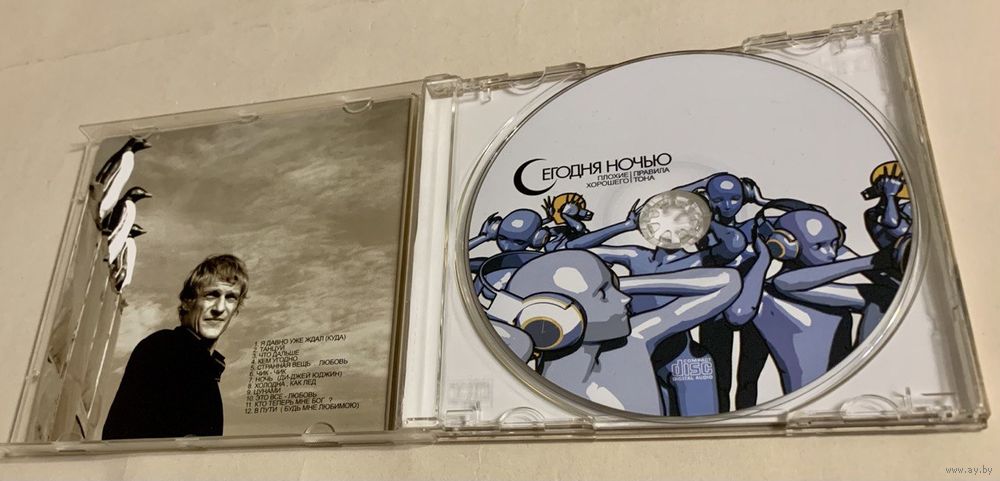 1. Я ДАВНО УЖЕ ЖДАЛ (КУДА)
2. ТАНЦУЙ
3. ЧТО ДАЛЬШЕ
4. КЕМ УГОДНО
5. СТРАННАЯ ВЕЩЬ ЛЮБОВЬ
6. ЧИК - ЧИК
7. НОЧЬ (ДИ-ДЖЕЙ ЮДЖИН)
8. ХОЛОДНА, КАК ЛЕД
9. ЦУНАМИ
10. ЭТО ВСЕ - ЛЮБОВЬ
11. КТО ТЕПЕРЬ МНЕ БОГ ?
12. В ПУТИ ( БУДЬ МНЕ ЛЮБИМОЮ)
СЕГОДНЯ НОЧЬЮ
ПЛОХИЕ | ПРАВИЛА
ХОРОШЕГО | ТОНА
COMPACT
disc
DIGITAL AUDIO
www.ay.by